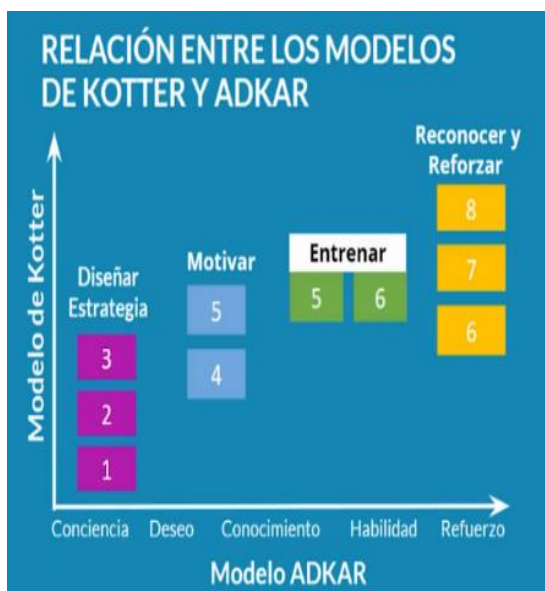 RELACIÓN ENTRE LOS MODELOS
DE KOTTER Y ADKAR
Modelo de Kotter
Diseñar
Estrategia
3
2
1
Motivar
5
4
Entrenar
5 6
Reconocer y
Reforzar
8
7
6
Conciencia Deseo Conocimiento Habilidad Refuerzo
Modelo ADKAR